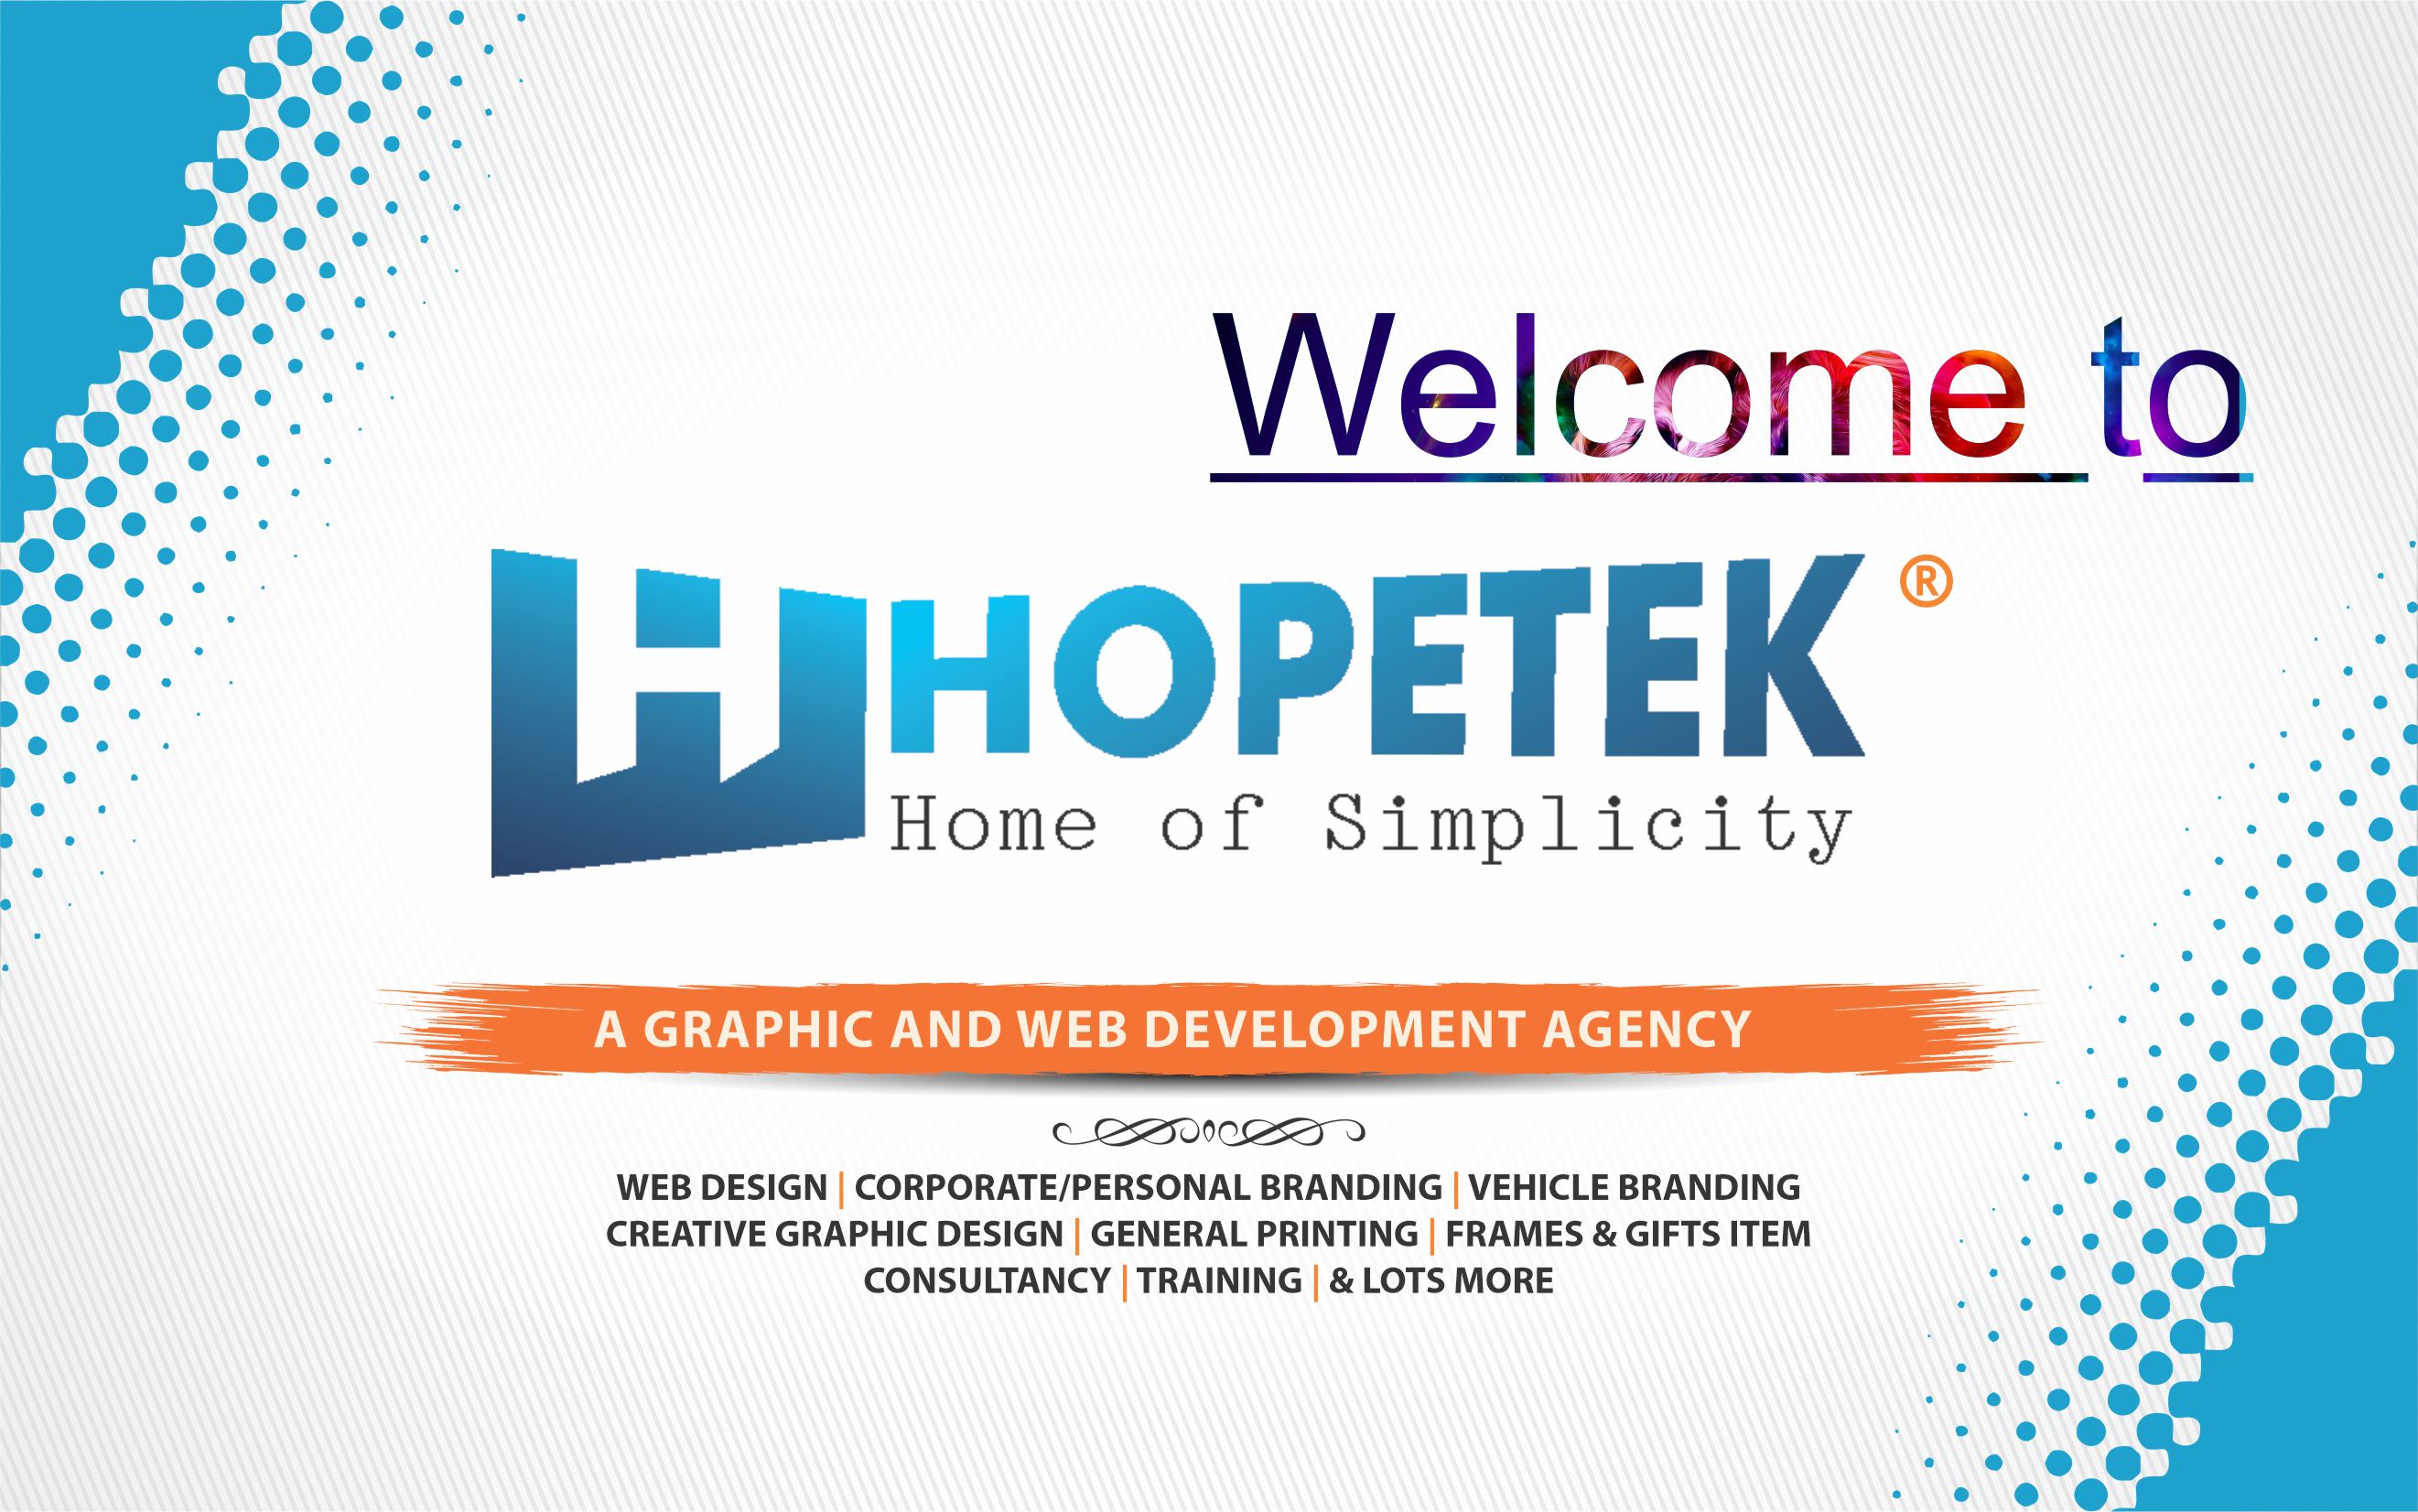 Welcome to
HOPETEK ®
Home of Simplicity
A GRAPHIC AND WEB DEVELOPMENT AGENCY
WEB DESIGN | CORPORATE/PERSONAL BRANDING | VEHICLE BRANDING
CREATIVE GRAPHIC DESIGN | GENERAL PRINTING | FRAMES & GIFTS ITEM
CONSULTANCY | TRAINING | & LOTS MORE